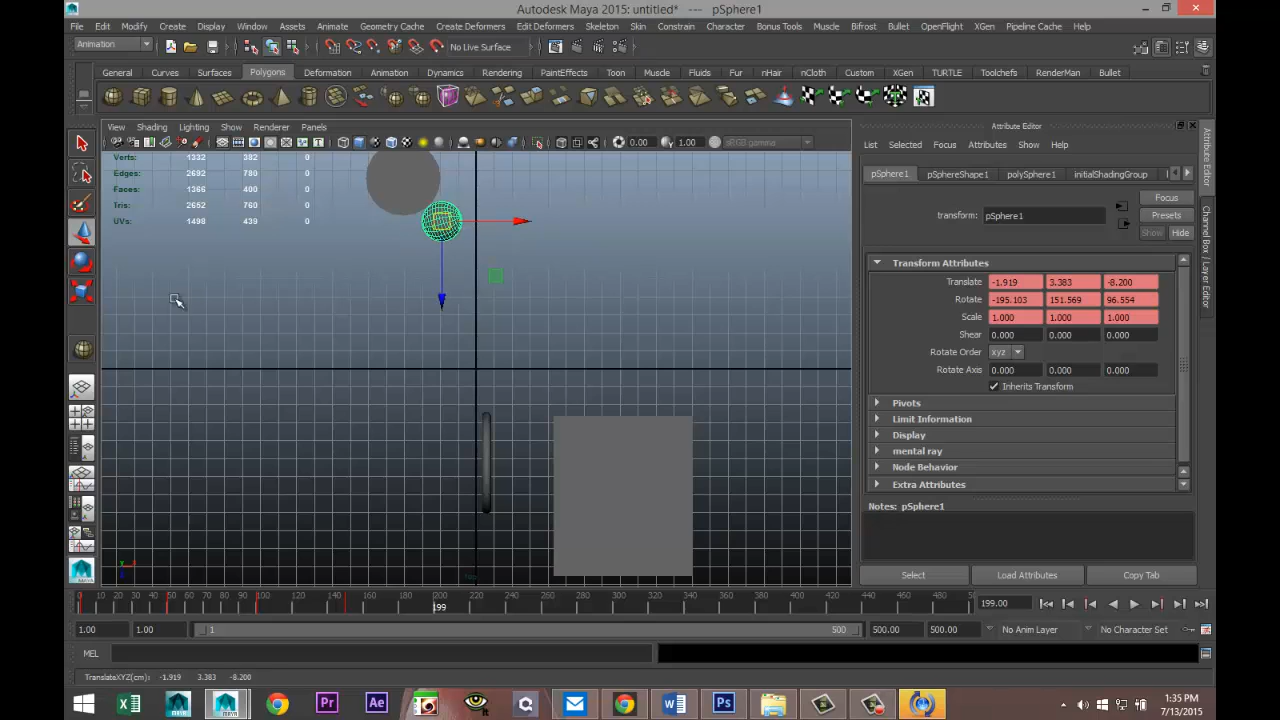 Autodesk Maya 2015: untitled* --- pSphere1
File Edit Modify Create Display Window Assets Animate Geometry Cache Create Deformers Edit Deformers Skeleton Skin Constrain Character Bonus Tools Muscle Bifrost Bullet OpenFlight XGen Pipeline Cache Help
Animation No Live Surface
General Curves Surfaces Polygons Deformation Animation Dynamics Rendering PaintEffects Toon Muscle Fluids Fur nHair nCloth Custom XGen TURTLE Toolchefs RenderMan Bullet
Attribute Editor
View Shading Lighting Show Renderer Panels
0.00 1.00 sRGB gamma
List Selected Focus Attributes Show Help
Verts: 1332 382 0
Edges: 2692 780 0
Faces: 1366 400 0
Tris: 2652 760 0
UVs: 1498 439 0
pSphere1 pSphereShape1 polySphere1 initialShadingGroup
Focus
transform: pSphere1 Presets
Show Hide
Transform Attributes
Translate -1.919 3.383 -8.200
Rotate -195.103 151.569 96.554
Scale 1.000 1.000 1.000
Shear 0.000 0.000 0.000
Rotate Order xyz
Rotate Axis 0.000 0.000 0.000
Inherits Transform
Pivots
Limit Information
Display
mental ray
Node Behavior
Extra Attributes
Notes: pSphere1
Select Load Attributes Copy Tab
Attribute Editor
Channel Box / Layer Editor
10 20 30 40 50 60 70 80 90 100 120 140 160 180 200 220 240 260 280 300 320 340 360 380 400 420 440 460 480
199
199.00
1.00 1.00 1 500 500.00 500.00 No Anim Layer No Character Set
MEL
TranslateXYZ(cm): -1.919 3.383 -8.200
1:35 PM
7/13/2015